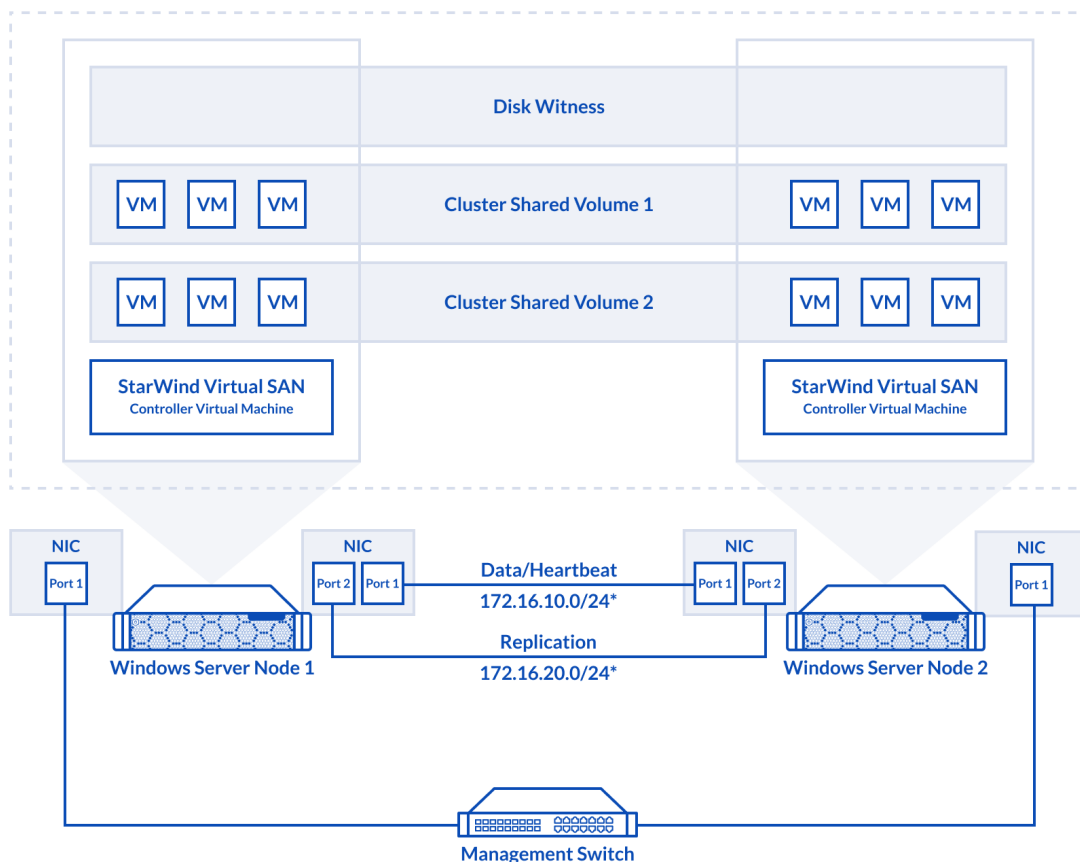 Disk Witness
VM VM VM Cluster Shared Volume 1 VM VM VM
VM VM VM Cluster Shared Volume 2 VM VM VM
StarWind Virtual SAN
Controller Virtual Machine
StarWind Virtual SAN
Controller Virtual Machine
NIC
Port 1
NIC
Port 2 Port 1
Data/Heartbeat
172.16.10.0/24*
Replication
172.16.20.0/24*
NIC
Port 1 Port 2
NIC
Port 1
Windows Server Node 1
Windows Server Node 2
Management Switch